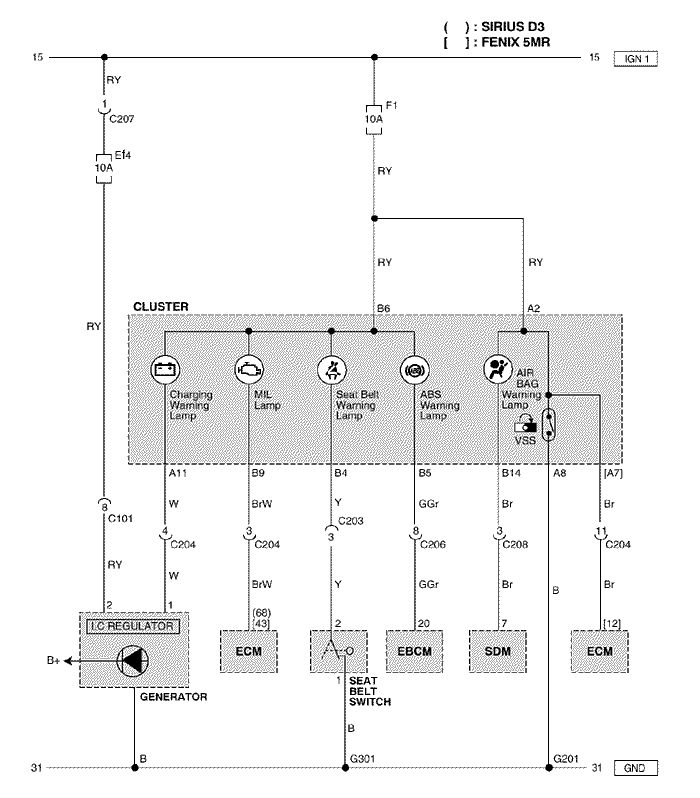 ( ) : SIRIUS D3
[ ] : FENIX 5MR
15
15
IGN 1
RY
1
C207
F1
10A
Ef4
10A
RY
RY
RY
B6
A2
CLUSTER
RY
Charging
Warning
Lamp
MIL
Lamp
Seat Belt
Warning
Lamp
ABS
Warning
Lamp
AIR
BAG
Warning
Lamp
VSS
A11
B9
B4
B5
B14
A8
[A7]
8
C101
W
BrW
Y
GGr
Br
Br
4
C204
3
C204
C203
3
8
C206
3
C208
11
C204
RY
W
BrW
Y
GGr
Br
B
Br
2
1
(68)
[43]
2
20
7
[12]
I.C REGULATOR
B+
GENERATOR
ECM
1
SEAT
BELT
SWITCH
EBCM
SDM
ECM
B
31
B
G301
G201
31
GND